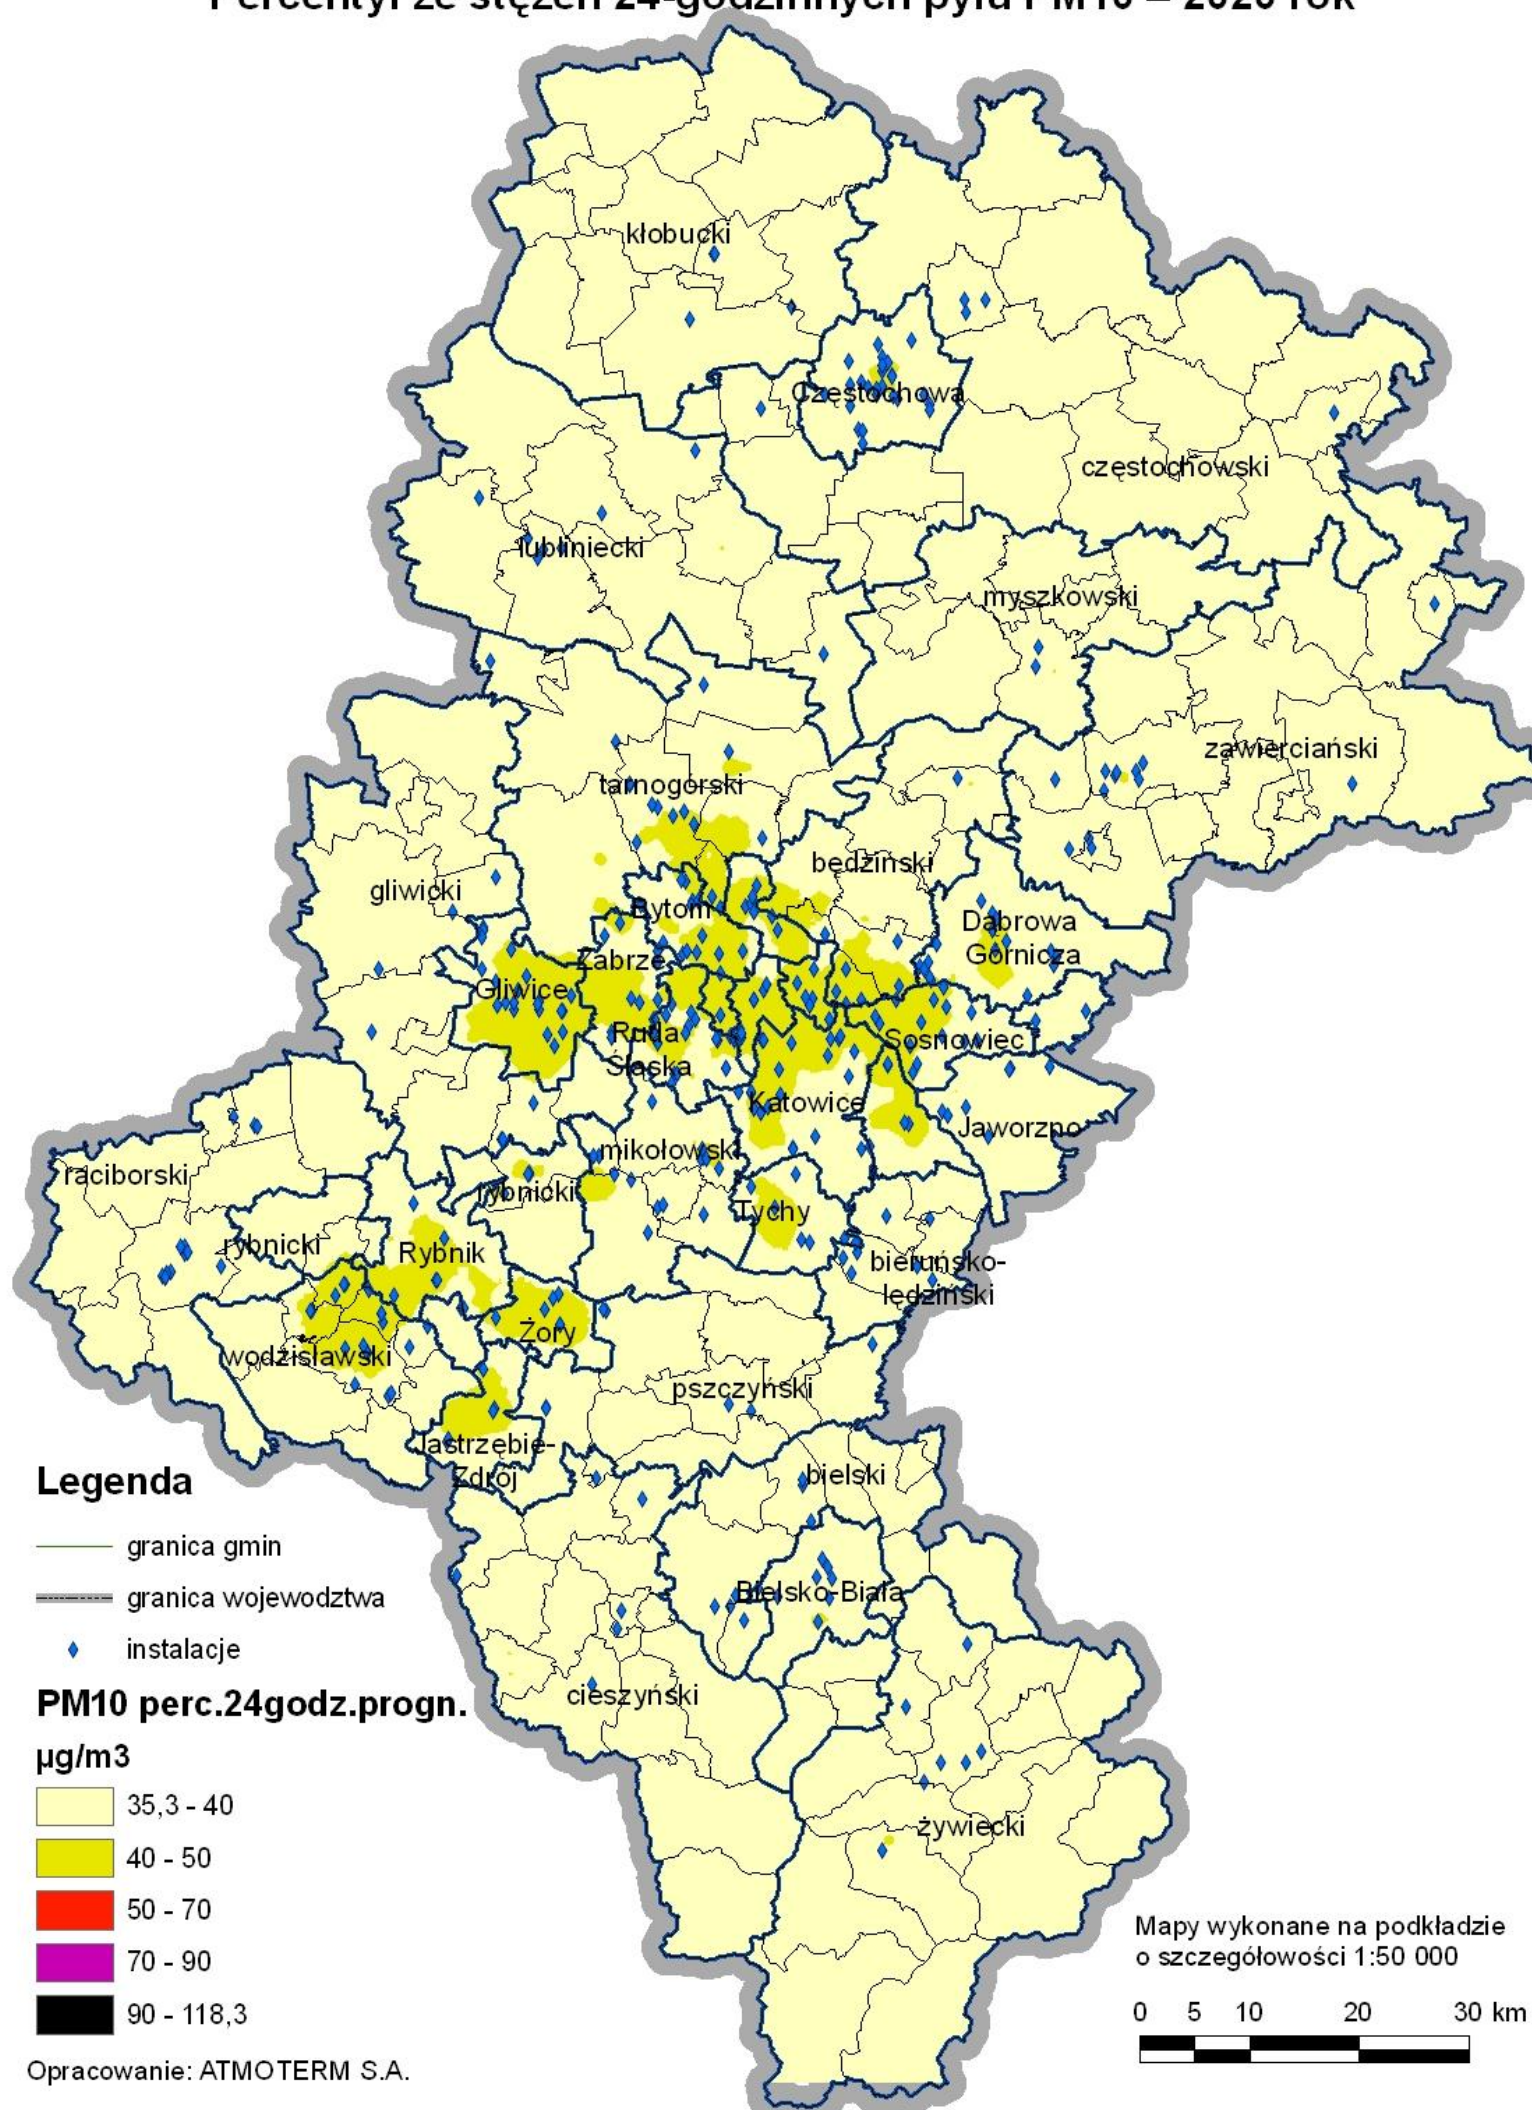 Percentyl ze stężeń 24-godzinnych pyłu PM10 – 2020 rok
kłobucki
Częstochowa
częstochowski
lubliniecki
myszkowski
zawierciański
tarnogórski
będziński
gliwicki
Bytom
Dąbrowa
Górnicza
Zabrze
Gliwice
Ruda
Śląska
Sosnowiec
Katowice
Jaworzno
mikołowski
raciborski
rybnicki
Tychy
rybnicki
Rybnik
bieruńsko-
lędziński
Żory
wodzisławski
pszczyński
Jastrzębie-
Zdrój
bielski
Bielsko-Biała
cieszyński
żywiecki
Legenda
granica gmin
granica wojewodztwa
instalacje
PM10 perc.24godz.progn.
µg/m3
35,3 - 40
40 - 50
50 - 70
70 - 90
90 - 118,3
Opracowanie: ATMOTERM S.A.
Mapy wykonane na podkładzie
o szczegółowości 1:50 000
0 5 10 20 30 km